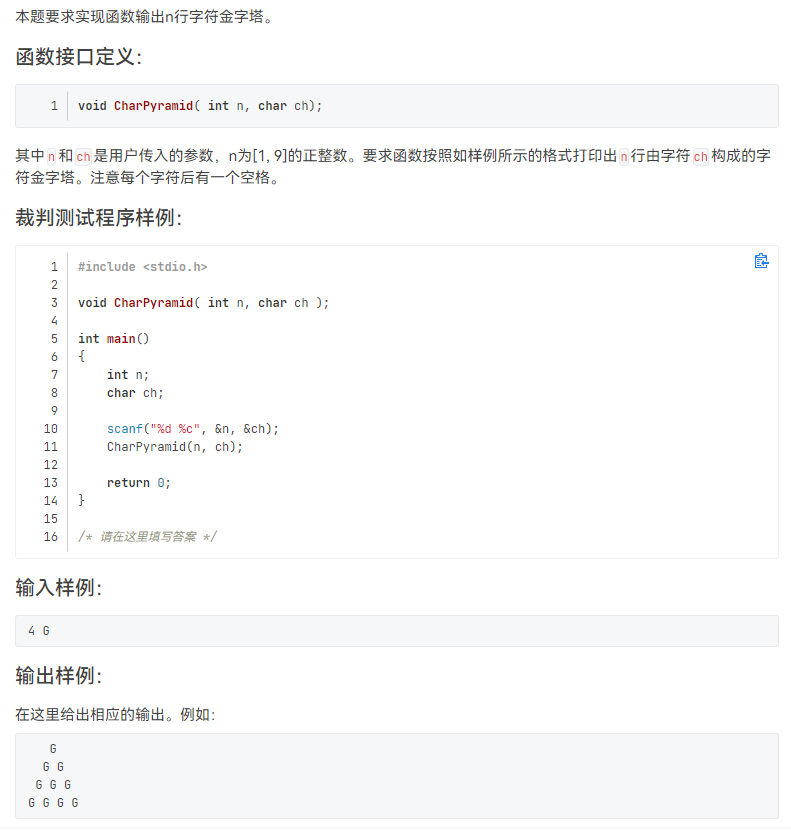 本题要求实现函数输出n行字符金字塔。
函数接口定义：
1 void CharPyramid( int n, char ch);
其中n和ch是用户传入的参数，n为[1, 9]的正整数。要求函数按照如样例所示的格式打印出n行由字符ch构成的字
符金字塔。注意每个字符后有一个空格。
裁判测试程序样例：
1 #include <stdio.h>
2
3 void CharPyramid( int n, char ch );
4
5 int main()
6 {
7     int n;
8     char ch;
9
10     scanf("%d %c", &n, &ch);
11     CharPyramid(n, ch);
12
13     return 0;
14 }
15
16 /* 请在这里填写答案 */
输入样例：
4 G
输出样例：
在这里给出相应的输出。例如：
   G
  G G
 G G G
G G G G